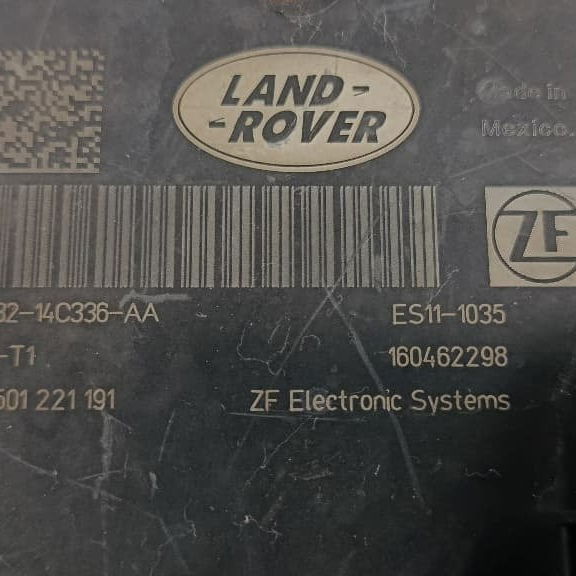 LAND-
-ROVER
Made in
Mexico.
ZF
32-14C336-AA
ES11-1035
-T1
160462298
501 221 191
ZF Electronic Systems